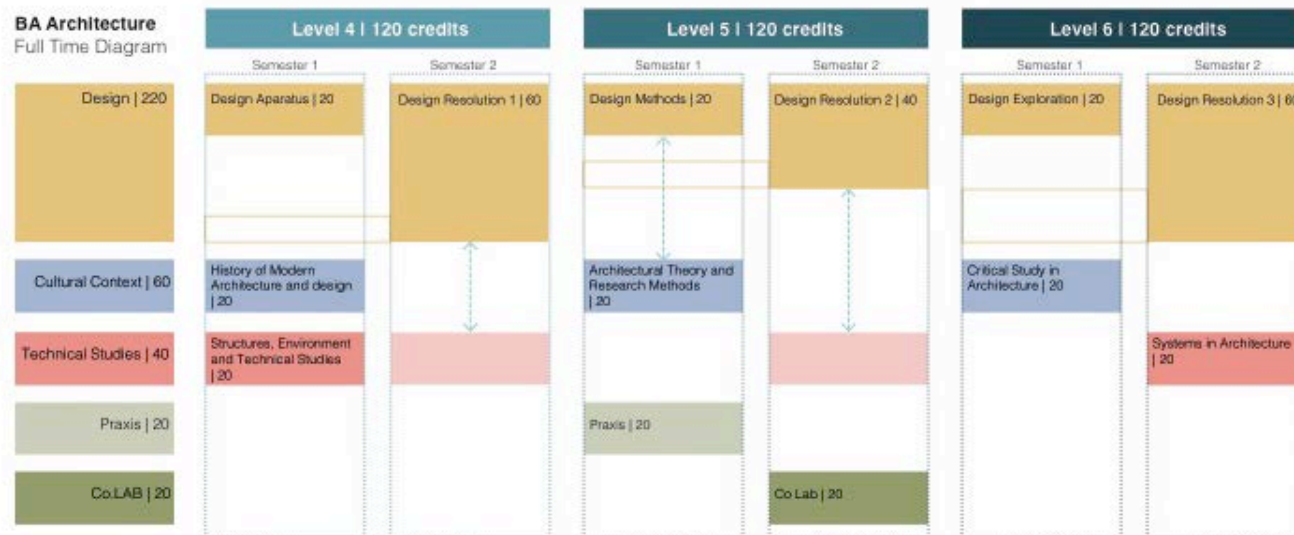 BA Architecture
Full Time Diagram
Level 4 | 120 credits
Level 5 | 120 credits
Level 6 | 120 credits
Semester 1
Semester 2
Semester 1
Semester 2
Semester 1
Semester 2
Design | 220
Design Aparatus | 20
Design Resolution 1 | 60
Design Methods | 20
Design Resolution 2 | 40
Design Exploration | 20
Design Resolution 3 | 60
Cultural Context | 60
History of Modern
Architecture and design
| 20
Architectural Theory and
Research Methods
| 20
Critical Study in
Architecture | 20
Technical Studies | 40
Structures, Environment
and Technical Studies
| 20
Systems in Architecture
| 20
Praxis | 20
Praxis | 20
Co.LAB | 20
Co Lab | 20